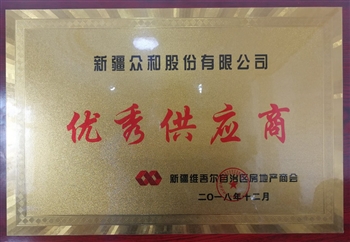 新疆众和股份有限公司
优秀供应商
新疆维吾尔自治区房地产商会
二〇一八年十二月